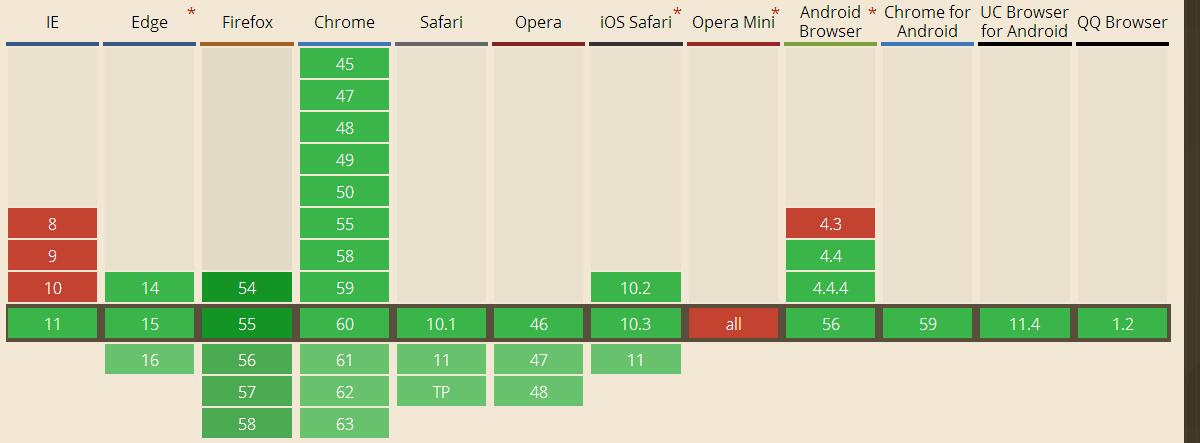 IE Edge * Firefox Chrome Safari Opera iOS Safari * Opera Mini * Android Browser * Chrome for Android UC Browser for Android QQ Browser
45
47
48
49
50
8 55 4.3
9 58 4.4
10 14 54 59 10.2 4.4.4
11 15 55 60 10.1 46 10.3 all 56 59 11.4 1.2
16 56 61 11 47 11
57 62 TP 48
58 63